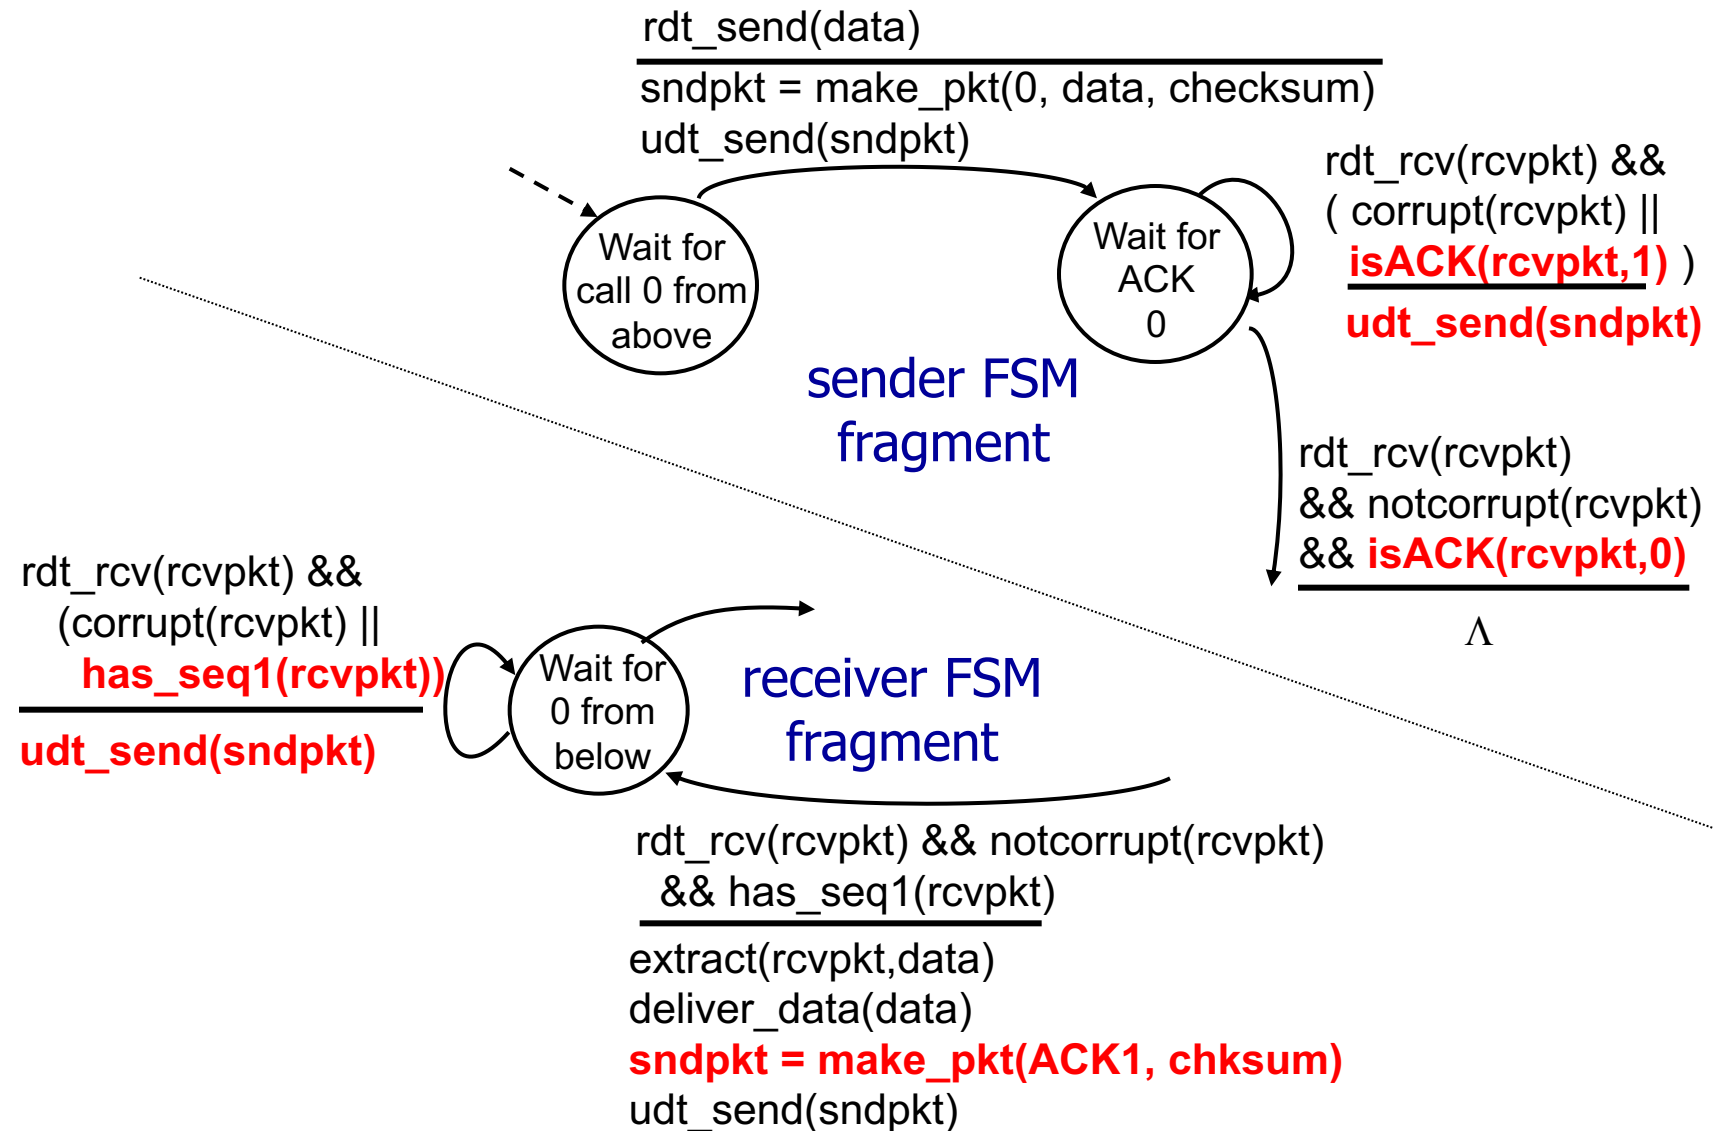 rdt_send(data)
sndpkt = make_pkt(0, data, checksum)
udt_send(sndpkt)
Wait for
call 0 from
above
Wait for
ACK
0
rdt_rcv(rcvpkt) &&
( corrupt(rcvpkt) ||
isACK(rcvpkt,1) )
udt_send(sndpkt)
sender FSM
fragment
rdt_rcv(rcvpkt)
&& notcorrupt(rcvpkt)
&& isACK(rcvpkt,0)
Λ
rdt_rcv(rcvpkt) &&
(corrupt(rcvpkt) ||
has_seq1(rcvpkt))
udt_send(sndpkt)
Wait for
0 from
below
receiver FSM
fragment
rdt_rcv(rcvpkt) && notcorrupt(rcvpkt)
&& has_seq1(rcvpkt)
extract(rcvpkt,data)
deliver_data(data)
sndpkt = make_pkt(ACK1, chksum)
udt_send(sndpkt)